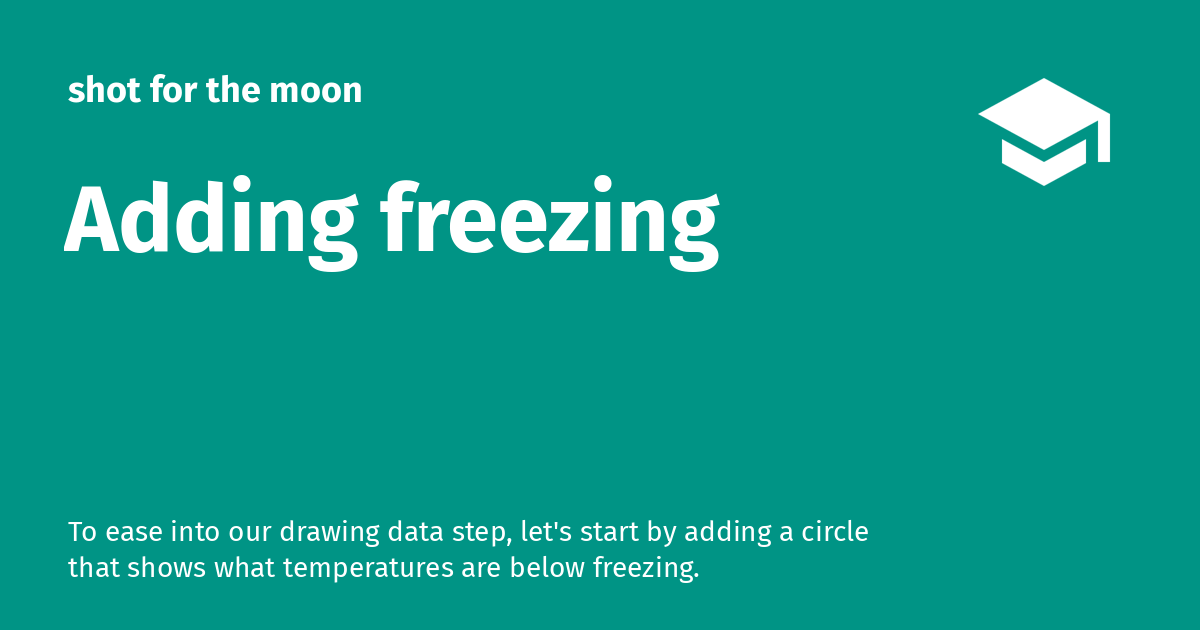 shot for the moon
Adding freezing
To ease into our drawing data step, let's start by adding a circle
that shows what temperatures are below freezing.